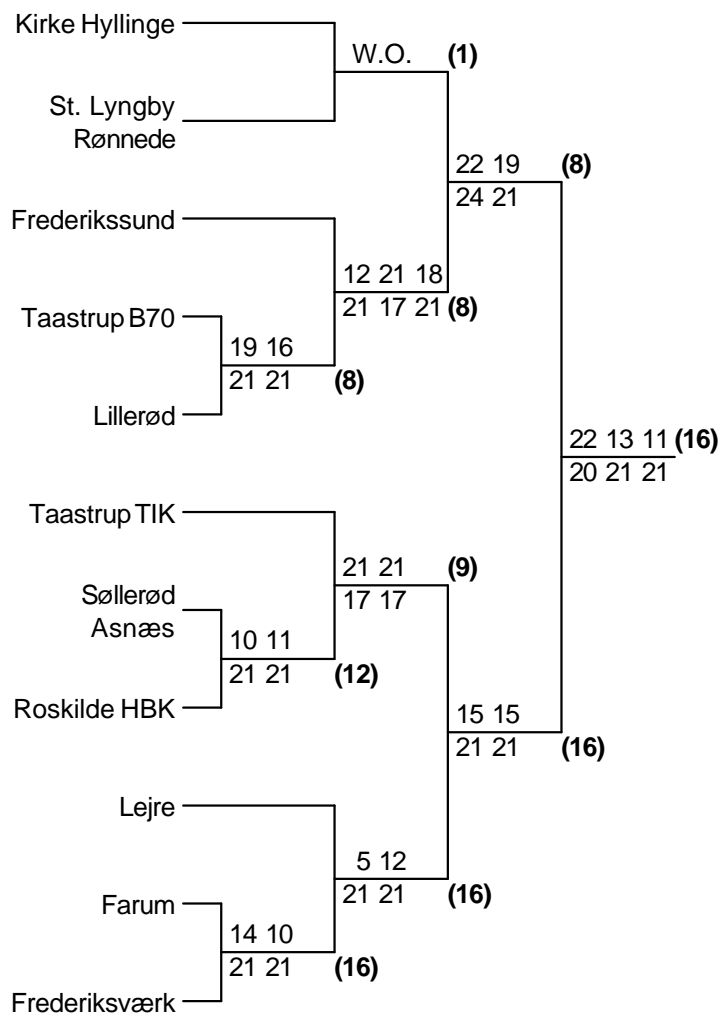 Kirke Hyllinge
W.O. (1)
St. Lyngby
Rønnede
22 19 (8)
24 21
Frederikssund
12 21 18
21 17 21 (8)
Taastrup B70
19 16
21 21 (8)
Lillerød
22 13 11 (16)
20 21 21
Taastrup TIK
21 21 (9)
17 17
Søllerød
Asnæs
10 11
21 21 (12)
Roskilde HBK
15 15
21 21 (16)
Lejre
5 12
21 21 (16)
Farum
14 10
21 21 (16)
Frederiksværk